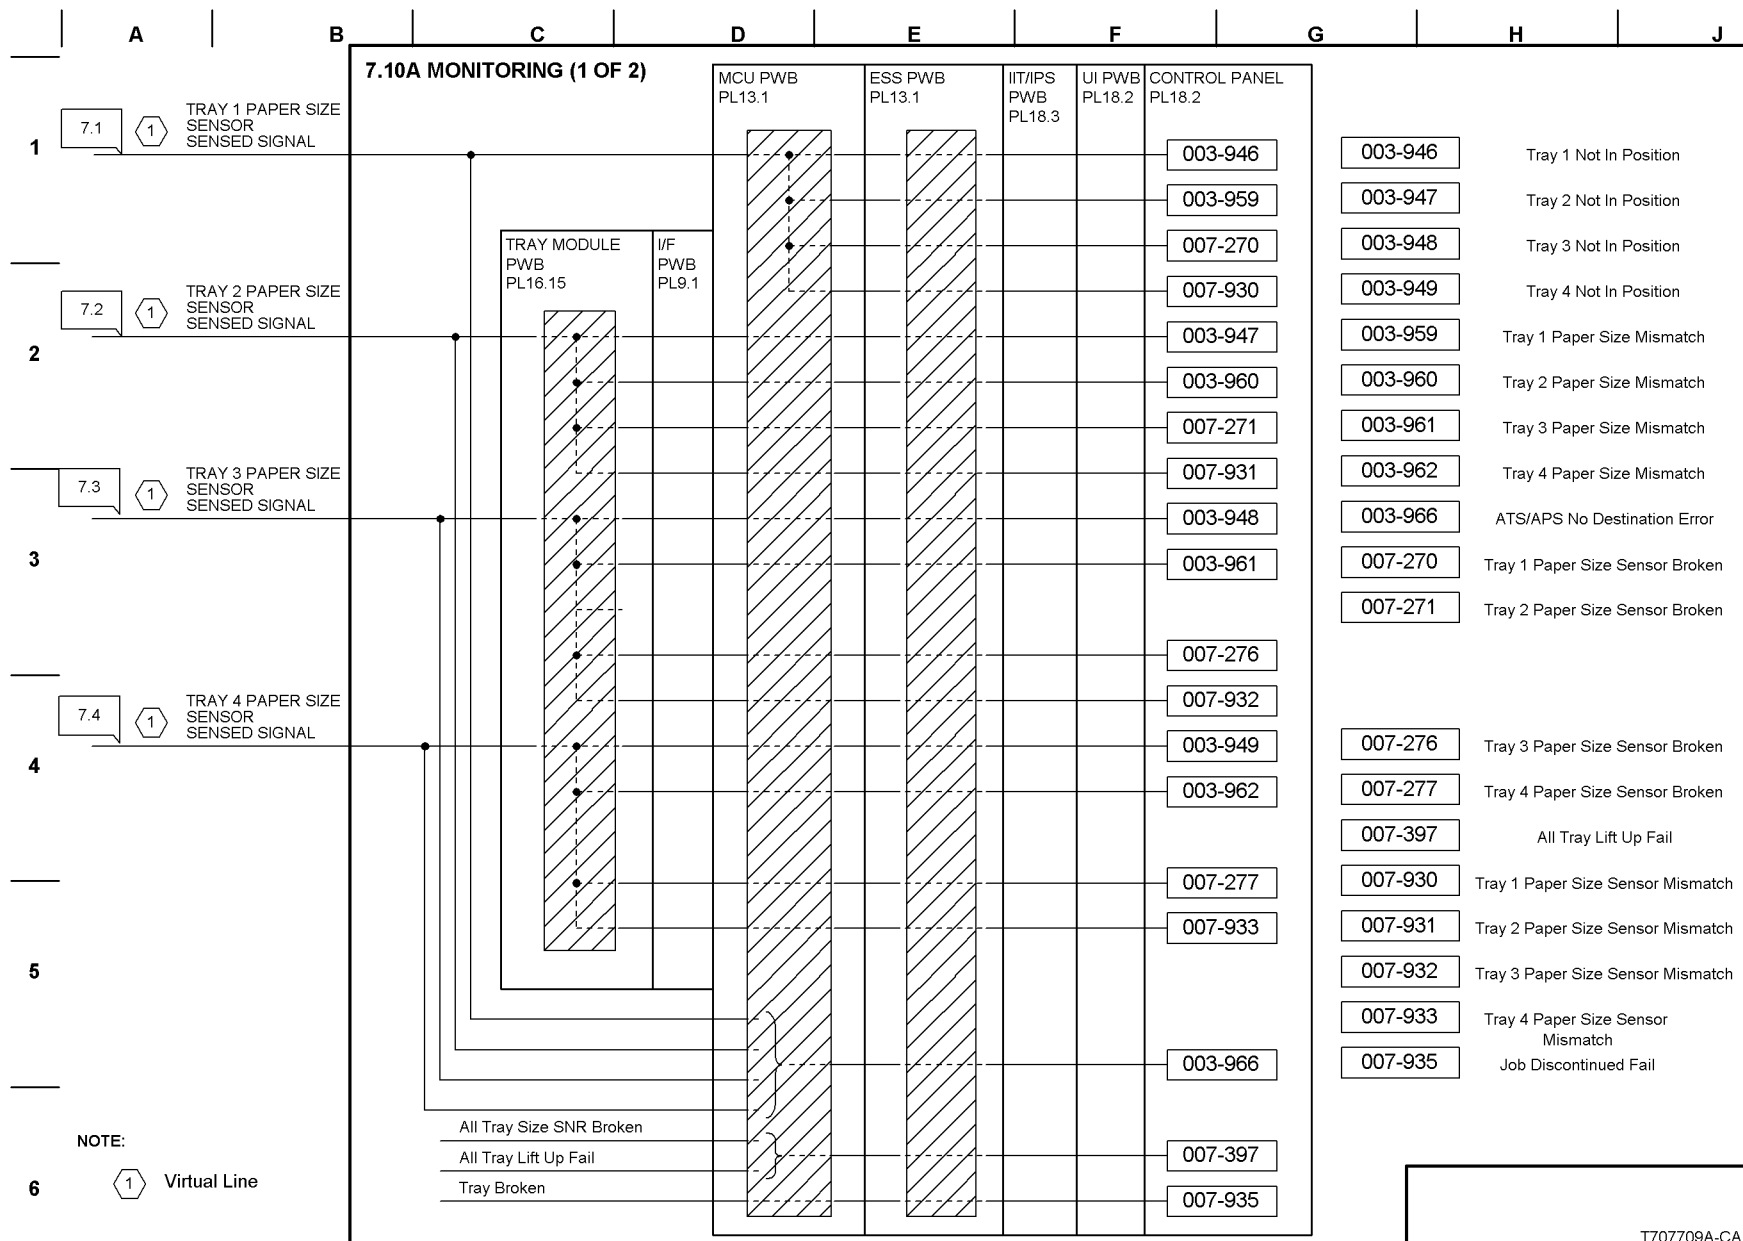 A B C D E F G H J
7.10A MONITORING (1 OF 2)
MCU PWB
PL13.1
ESS PWB
PL13.1
IIT/IPS
PWB
PL18.3
UI PWB
PL18.2
CONTROL PANEL
PL18.2
1
7.1
1
TRAY 1 PAPER SIZE
SENSOR
SENSED SIGNAL
003-946
003-946 Tray 1 Not In Position
003-959
003-947 Tray 2 Not In Position
TRAY MODULE
PWB
PL16.15
I/F
PWB
PL9.1
007-270
003-948 Tray 3 Not In Position
007-930
003-949 Tray 4 Not In Position
2
7.2
1
TRAY 2 PAPER SIZE
SENSOR
SENSED SIGNAL
003-947
003-959 Tray 1 Paper Size Mismatch
003-960
003-960 Tray 2 Paper Size Mismatch
007-271
003-961 Tray 3 Paper Size Mismatch
007-931
003-962 Tray 4 Paper Size Mismatch
3
7.3
1
TRAY 3 PAPER SIZE
SENSOR
SENSED SIGNAL
003-948
003-966 ATS/APS No Destination Error
003-961
007-270 Tray 1 Paper Size Sensor Broken
007-271 Tray 2 Paper Size Sensor Broken
007-276
007-932
4
7.4
1
TRAY 4 PAPER SIZE
SENSOR
SENSED SIGNAL
003-949
007-276 Tray 3 Paper Size Sensor Broken
003-962
007-277 Tray 4 Paper Size Sensor Broken
007-397 All Tray Lift Up Fail
007-277
007-930 Tray 1 Paper Size Sensor Mismatch
007-933
007-931 Tray 2 Paper Size Sensor Mismatch
5
007-932 Tray 3 Paper Size Sensor Mismatch
007-933 Tray 4 Paper Size Sensor
Mismatch
003-966
007-935 Job Discontinued Fail
All Tray Size SNR Broken
All Tray Lift Up Fail
007-397
Tray Broken
007-935
6
NOTE:
1 Virtual Line
T707709A-CA